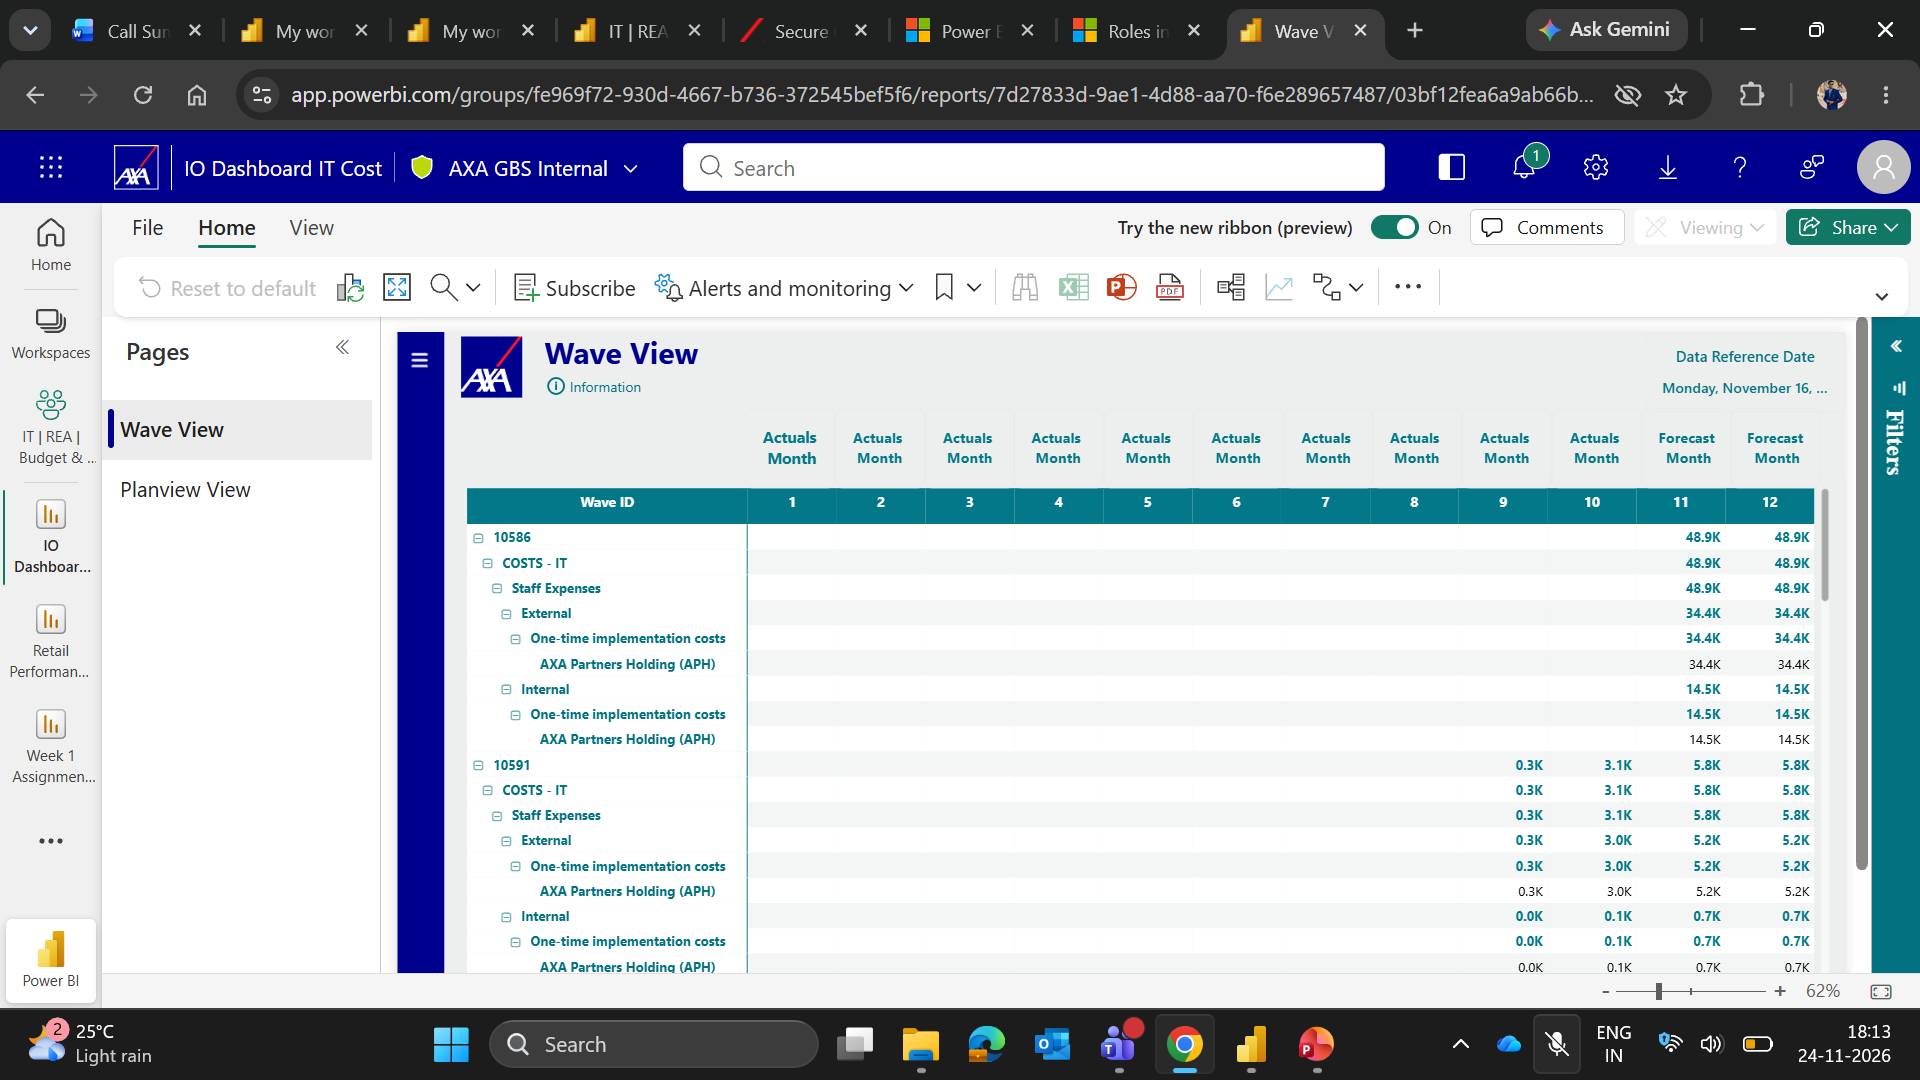 Call Sun
My wor
My wor
IT | REA
Secure
Power
Roles in
Wave V
Ask Gemini
app.powerbi.com/groups/fe969f72-930d-4667-b736-372545bef5f6/reports/7d27833d-9ae1-4d88-aa70-f6e289657487/03bf12fea6a9ab66b...
AXA
IO Dashboard IT Cost
AXA GBS Internal
Search
1
File
Home
View
Try the new ribbon (preview)
On
Comments
Viewing
Share
Reset to default
Subscribe
Alerts and monitoring
PDF
Home
Workspaces
IT | REA |
Budget & ...
IO
Dashboar...
Retail
Performan...
Week 1
Assignmen...
Power BI
Pages
Wave View
Planview View
AXA
Wave View
Information
Data Reference Date
Monday, November 16, ...
Filters
Actuals Month Actuals Month Actuals Month Actuals Month Actuals Month Actuals Month Actuals Month Actuals Month Actuals Month Actuals Month Forecast Month Forecast Month
Wave ID 1 2 3 4 5 6 7 8 9 10 11 12
10586 48.9K 48.9K
COSTS - IT 48.9K 48.9K
Staff Expenses 48.9K 48.9K
External 34.4K 34.4K
One-time implementation costs 34.4K 34.4K
AXA Partners Holding (APH) 34.4K 34.4K
Internal 14.5K 14.5K
One-time implementation costs 14.5K 14.5K
AXA Partners Holding (APH) 14.5K 14.5K
10591 0.3K 3.1K 5.8K 5.8K
COSTS - IT 0.3K 3.1K 5.8K 5.8K
Staff Expenses 0.3K 3.1K 5.8K 5.8K
External 0.3K 3.0K 5.2K 5.2K
One-time implementation costs 0.3K 3.0K 5.2K 5.2K
AXA Partners Holding (APH) 0.3K 3.0K 5.2K 5.2K
Internal 0.0K 0.1K 0.7K 0.7K
One-time implementation costs 0.0K 0.1K 0.7K 0.7K
AXA Partners Holding (APH) 0.0K 0.1K 0.7K 0.7K
- + 62%
2
25°C
Light rain
Search
ENG
IN
18:13
24-11-2026